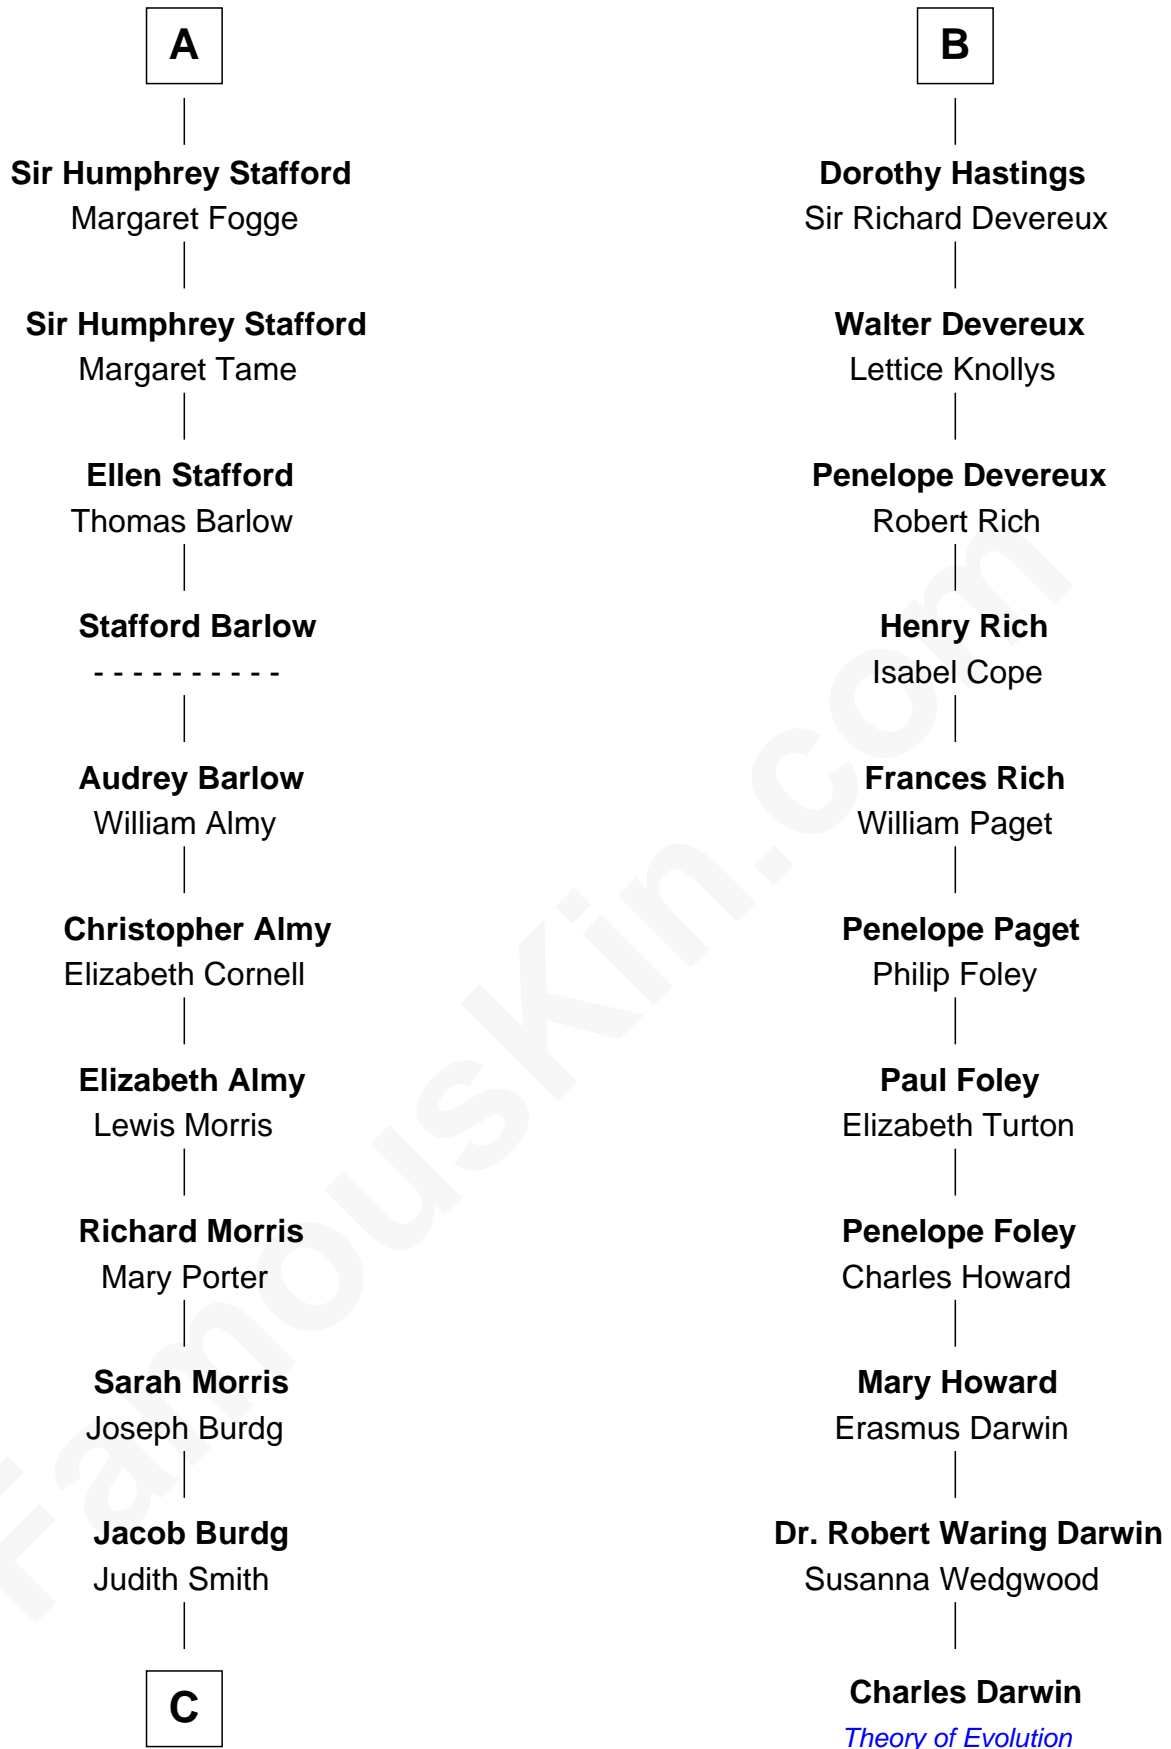 A
Sir Humphrey Stafford
Margaret Fogge
Sir Humphrey Stafford
Margaret Tame
Ellen Stafford
Thomas Barlow
Stafford Barlow
- - - - - - - - - -
Audrey Barlow
William Almy
Christopher Almy
Elizabeth Cornell
Elizabeth Almy
Lewis Morris
Richard Morris
Mary Porter
Sarah Morris
Joseph Burdg
Jacob Burdg
Judith Smith
C
B
Dorothy Hastings
Sir Richard Devereux
Walter Devereux
Lettice Knollys
Penelope Devereux
Robert Rich
Henry Rich
Isabel Cope
Frances Rich
William Paget
Penelope Paget
Philip Foley
Paul Foley
Elizabeth Turton
Penelope Foley
Charles Howard
Mary Howard
Erasmus Darwin
Dr. Robert Waring Darwin
Susanna Wedgwood
Charles Darwin
Theory of Evolution
FamousKin.com